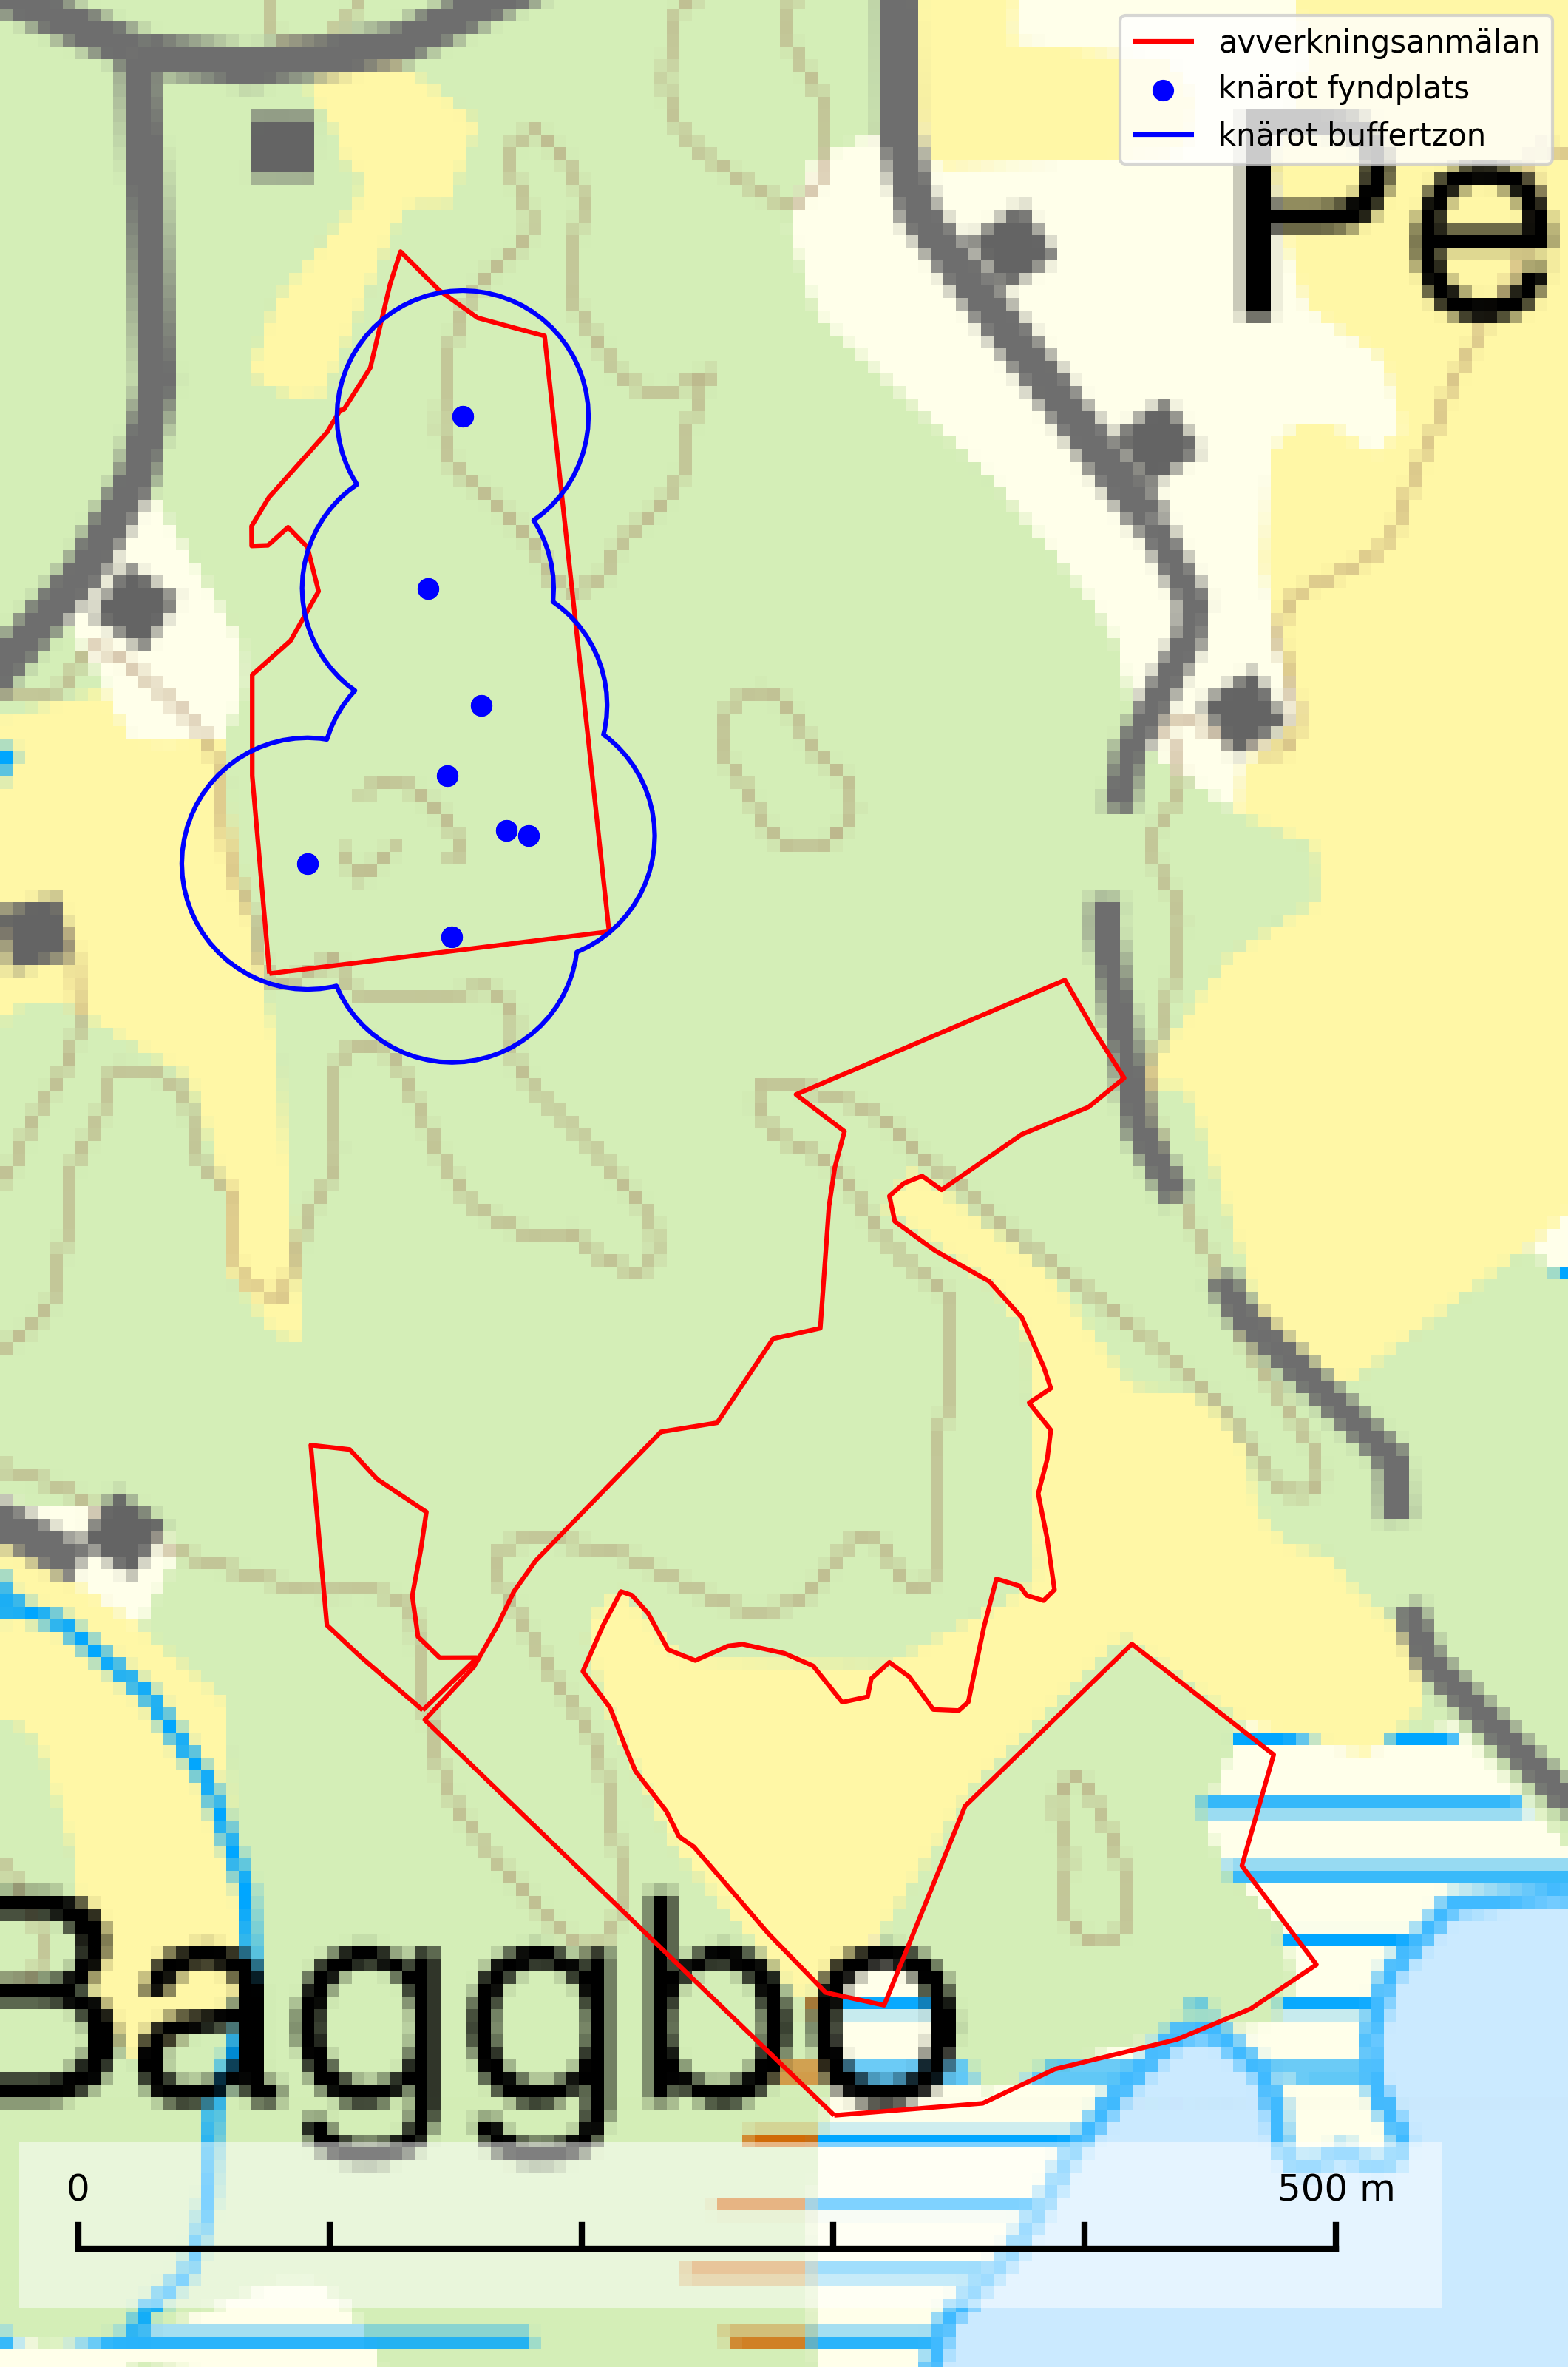 avverkningsanmälan
knärot fyndplats
knärot buffertzon
Pe
Baggbo
0 500 m